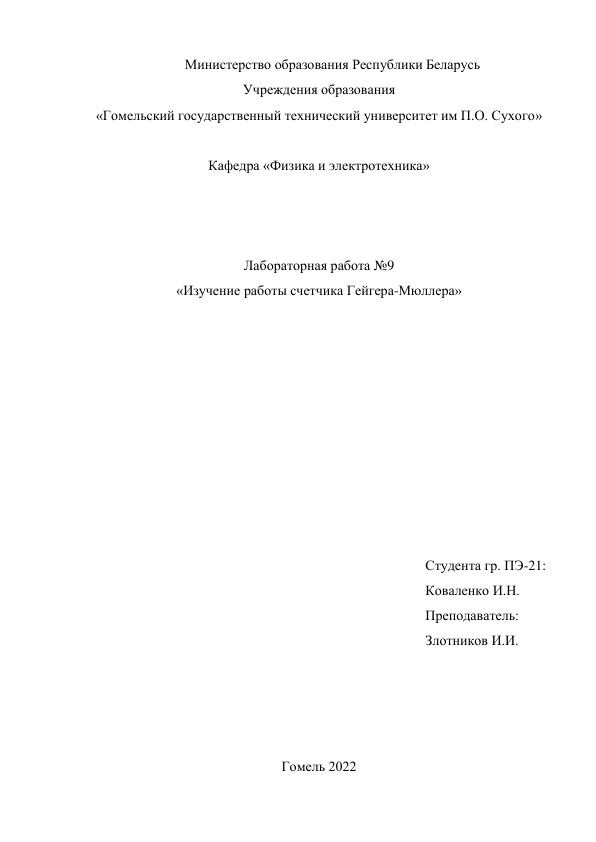 Министерство образования Республики Беларусь
Учреждения образования
«Гомельский государственный технический университет им П.О. Сухого»
Кафедра «Физика и электротехника»
Лабораторная работа №9
«Изучение работы счетчика Гейгера-Мюллера»
Студента гр. ПЭ-21:
Коваленко И.Н.
Преподаватель:
Злотников И.И.
Гомель 2022